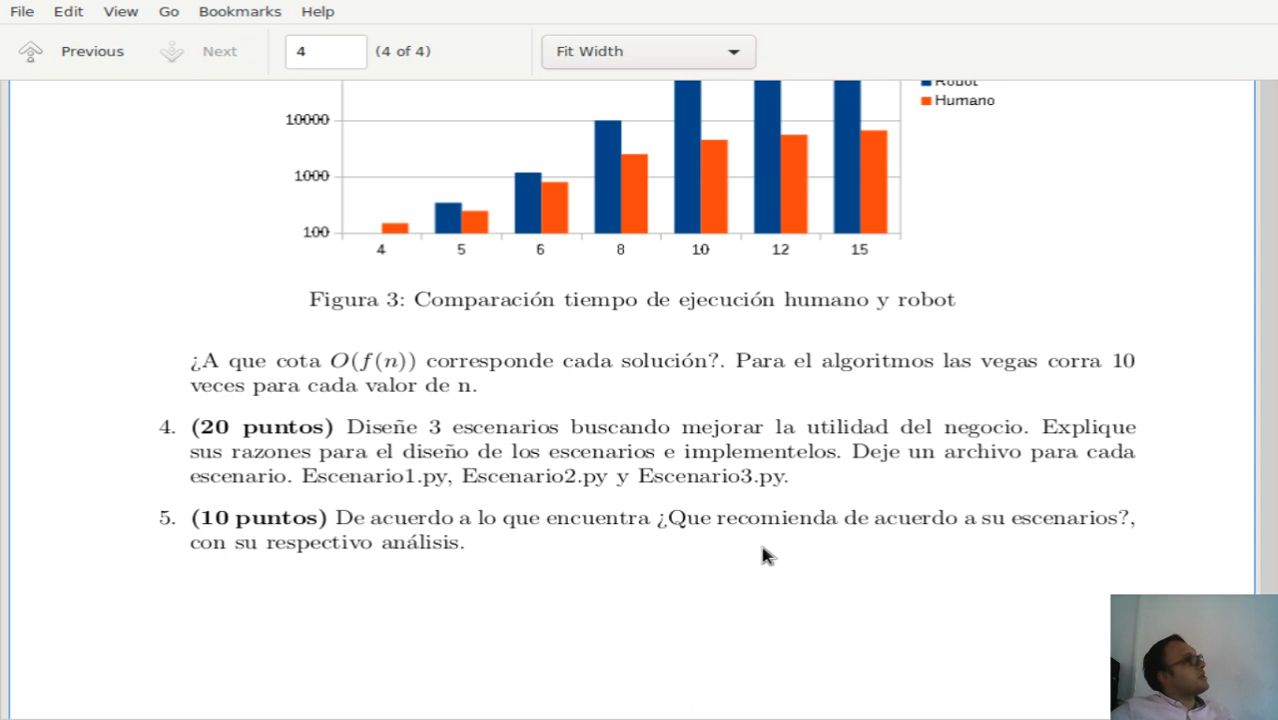 File Edit View Go Bookmarks Help
Previous Next 4 (4 of 4) Fit Width
Robot
Humano
10000
1000
100
4 5 6 8 10 12 15
Figura 3: Comparación tiempo de ejecución humano y robot
¿A que cota O(f(n)) corresponde cada solución?. Para el algoritmos las vegas corra 10
veces para cada valor de n.
4. (20 puntos) Diseñe 3 escenarios buscando mejorar la utilidad del negocio. Explique
sus razones para el diseño de los escenarios e implementelos. Deje un archivo para cada
escenario. Escenario1.py, Escenario2.py y Escenario3.py.
5. (10 puntos) De acuerdo a lo que encuentra ¿Que recomienda de acuerdo a su escenarios?,
con su respectivo análisis.